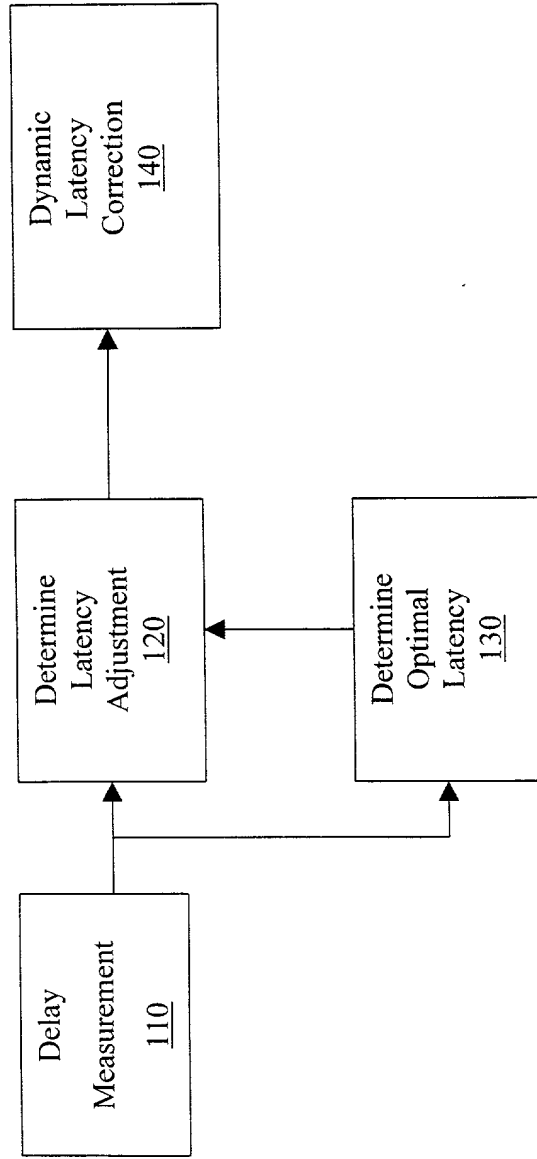 Delay
Measurement
110
Determine
Latency
Adjustment
120
Determine
Optimal
Latency
130
Dynamic
Latency
Correction
140